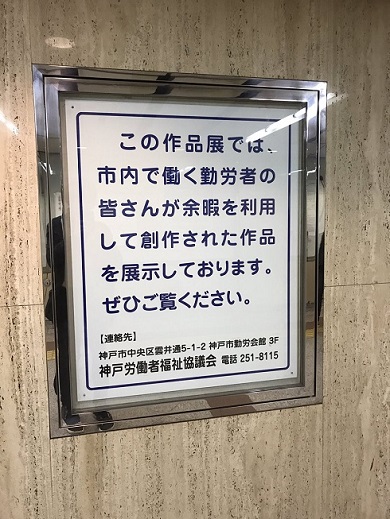 この作品展では、
市内で働く勤労者の
皆さんが余暇を利用
して創作された作品
を展示しております。
ぜひご覧ください。
【連絡先】
神戸市中央区雲井通5-1-2 神戸市勤労会館 3F
神戸労働者福祉協議会 電話 251-8115